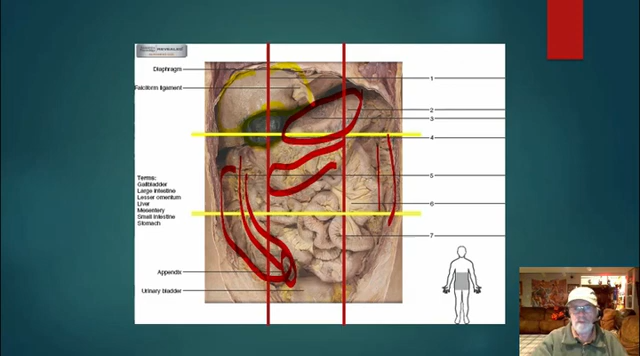 Diaphragm
Falciform ligament
1
2
3
4
Terms:
Gallbladder
Large intestine
Lesser omentum
Liver
Mesentery
Small intestine
Stomach
5
6
7
Appendix
Urinary bladder